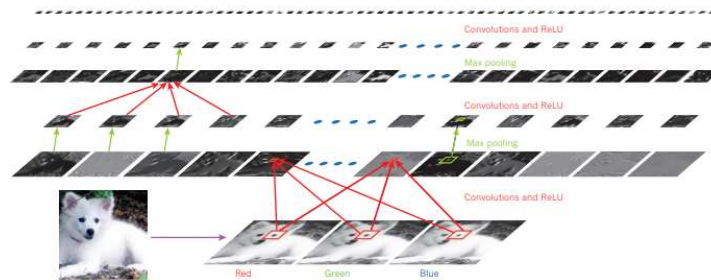 Convolutions and ReLU
Max pooling
Convolutions and ReLU
Max pooling
Convolutions and ReLU
Red
Green
Blue